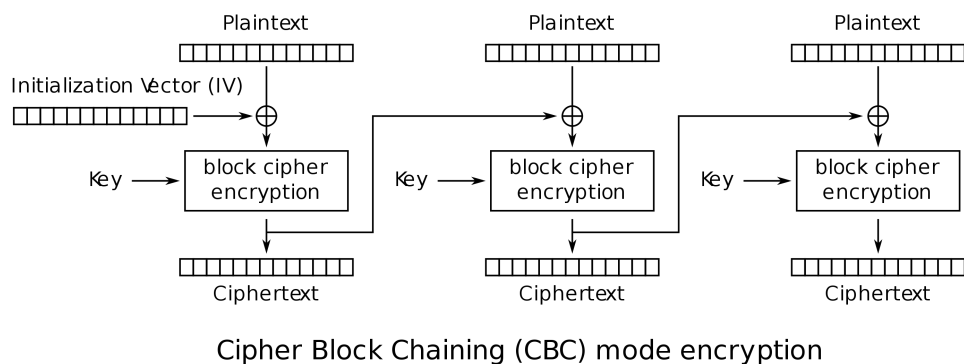 Plaintext
Plaintext
Plaintext
Initialization Vector (IV)
Key
block cipher
encryption
Key
block cipher
encryption
Key
block cipher
encryption
Ciphertext
Ciphertext
Ciphertext
Cipher Block Chaining (CBC) mode encryption